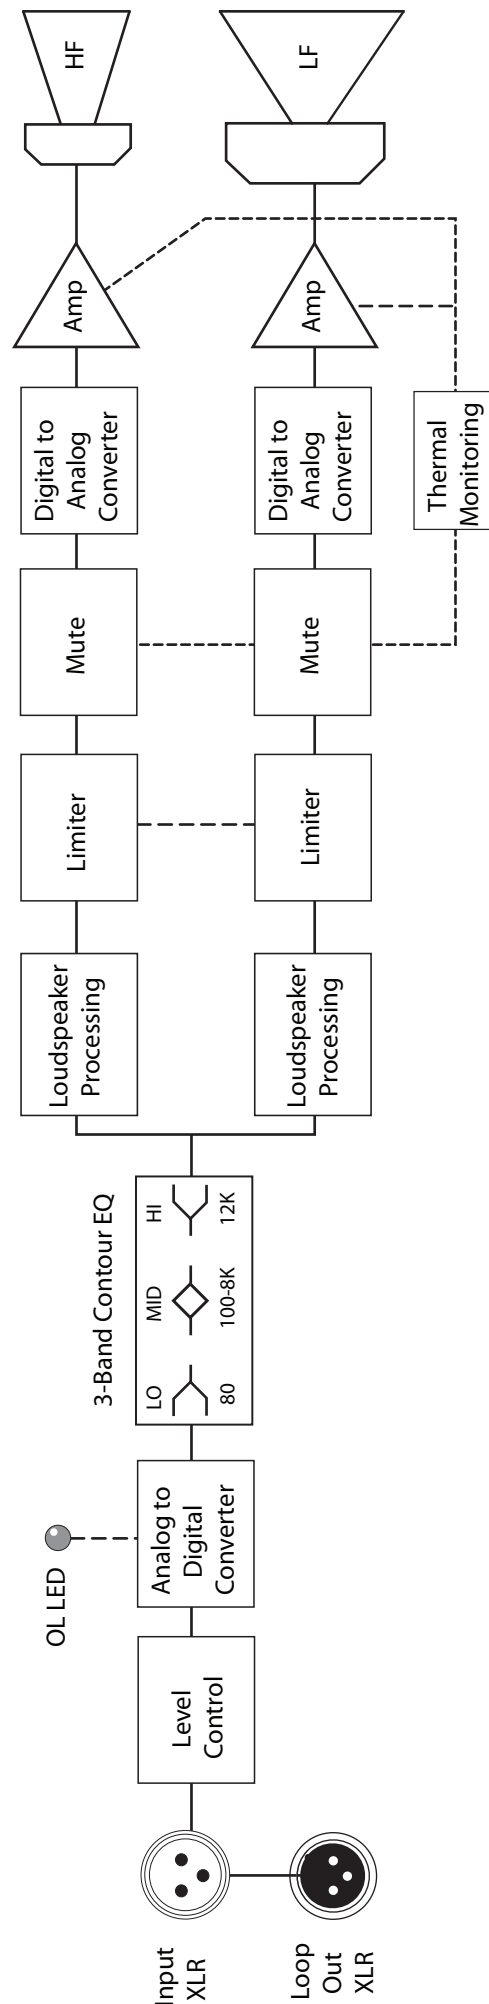 Input
XLR
Loop
Out
XLR
Level
Control
OL LED
Analog to
Digital
Converter
3-Band Contour EQ
LO
MID
HI
80
100-8K
12K
Loudspeaker
Processing
Limiter
Mute
Digital to
Analog
Converter
Amp
HF
Loudspeaker
Processing
Limiter
Mute
Digital to
Analog
Converter
Amp
LF
Thermal
Monitoring